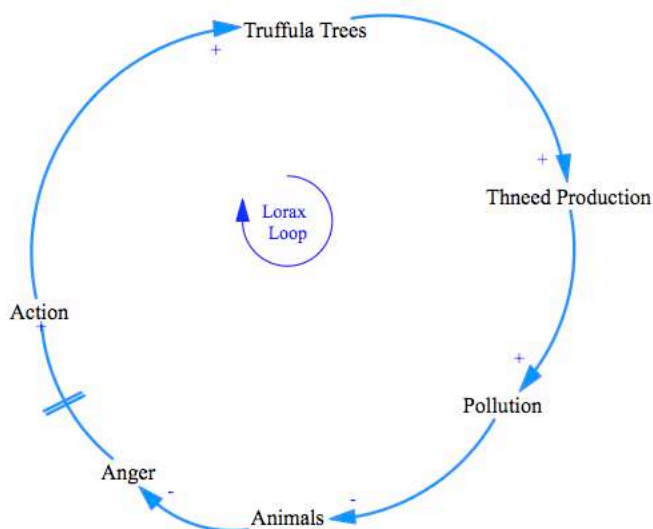 Truffula Trees
+
+
Thneed Production
Lorax
Loop
Action
+
+
Pollution
Anger
-
-
Animals